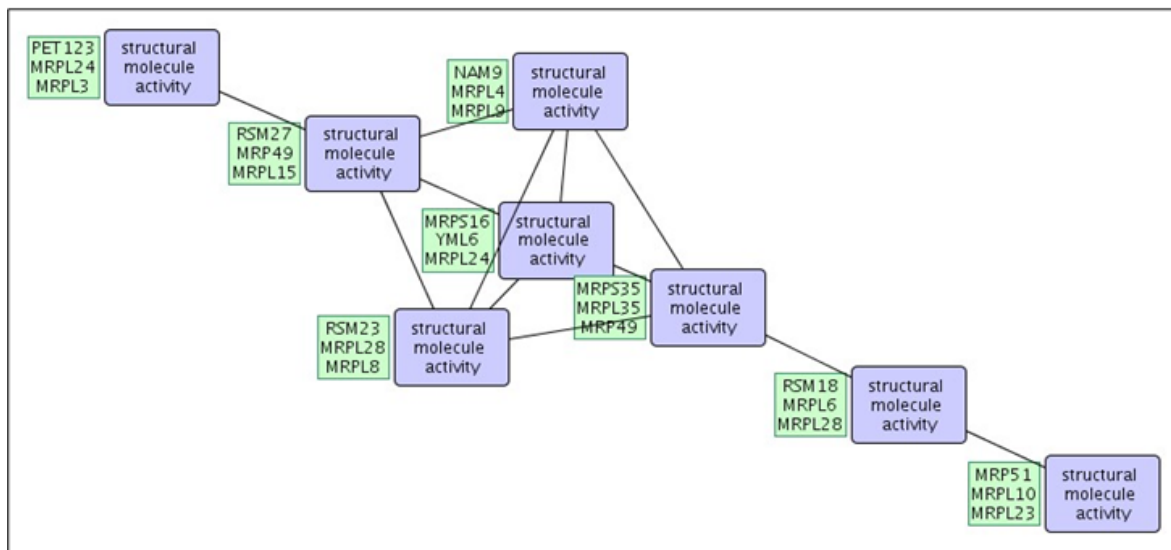 PET123
MRPL24
MRPL3
structural
molecule
activity
NAM9
MRPL4
MRPL9
structural
molecule
activity
RSM27
MRP49
MRPL15
structural
molecule
activity
MRPS16
YML6
MRPL24
structural
molecule
activity
MRPS35
MRPL35
MRP49
structural
molecule
activity
RSM23
MRPL28
MRPL8
structural
molecule
activity
RSM18
MRPL6
MRPL28
structural
molecule
activity
MRP51
MRPL10
MRPL23
structural
molecule
activity